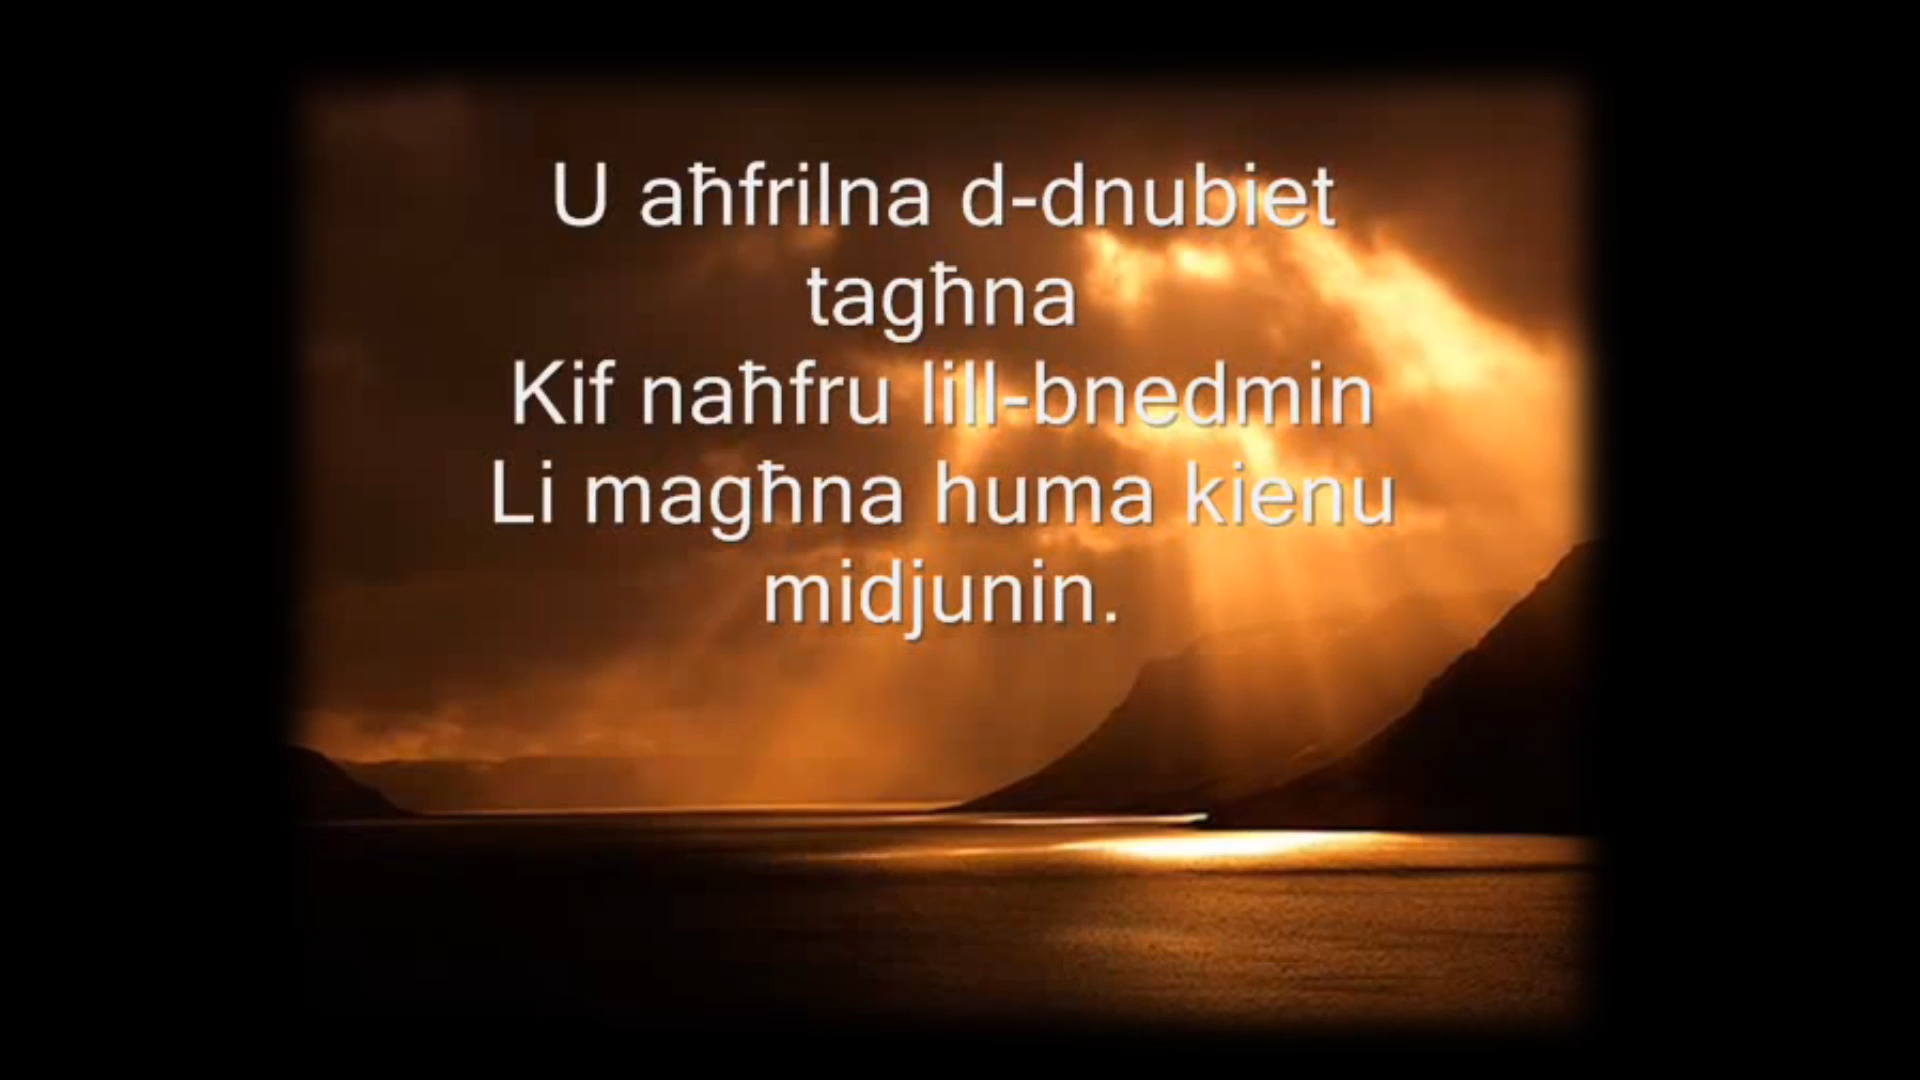 U aħfrilna d-dnubiet
tagħna
Kif naħfru lill-bnedmin
Li magħna huma kienu
midjunin.